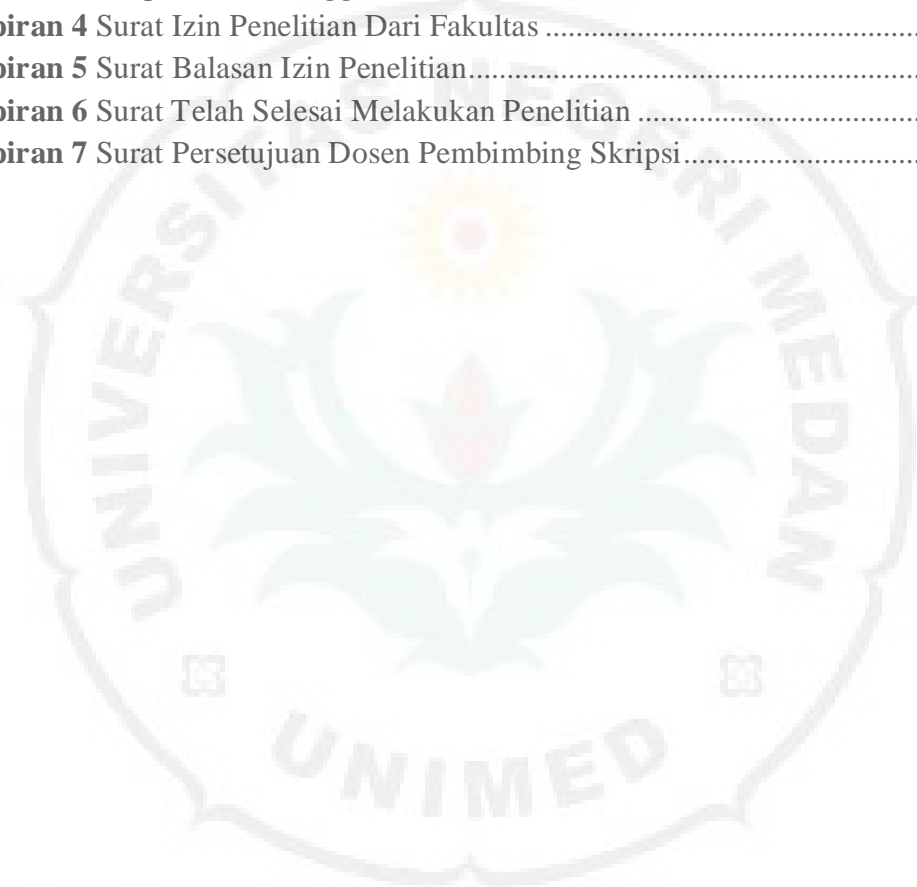 piran 4 Surat Izin Penelitian Dari Fakultas ................................................
piran 5 Surat Balasan Izin Penelitian.........................................................
piran 6 Surat Telah Selesai Melakukan Penelitian ....................................
piran 7 Surat Persetujuan Dosen Pembimbing Skripsi..............................
UNIVERSITAS NEGERI MEDAN
UNIMED